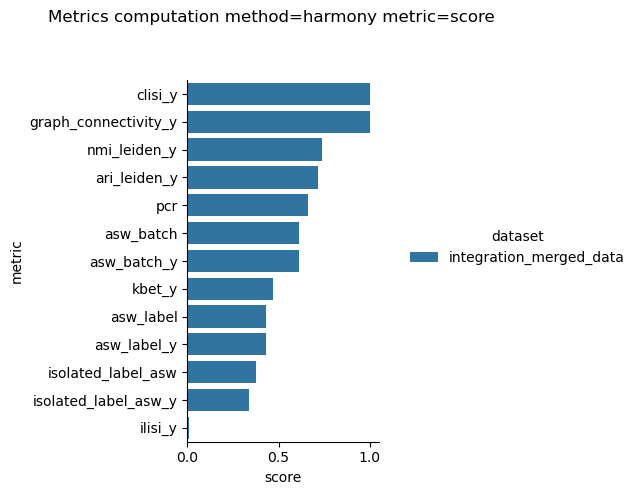 Metrics computation method=harmony metric=score
clisi_y
graph_connectivity_y
nmi_leiden_y
ari_leiden_y
pcr
asw_batch
asw_batch_y
kbet_y
asw_label
asw_label_y
isolated_label_asw
isolated_label_asw_y
ilisi_y
metric
0.0
0.5
1.0
score
dataset
integration_merged_data